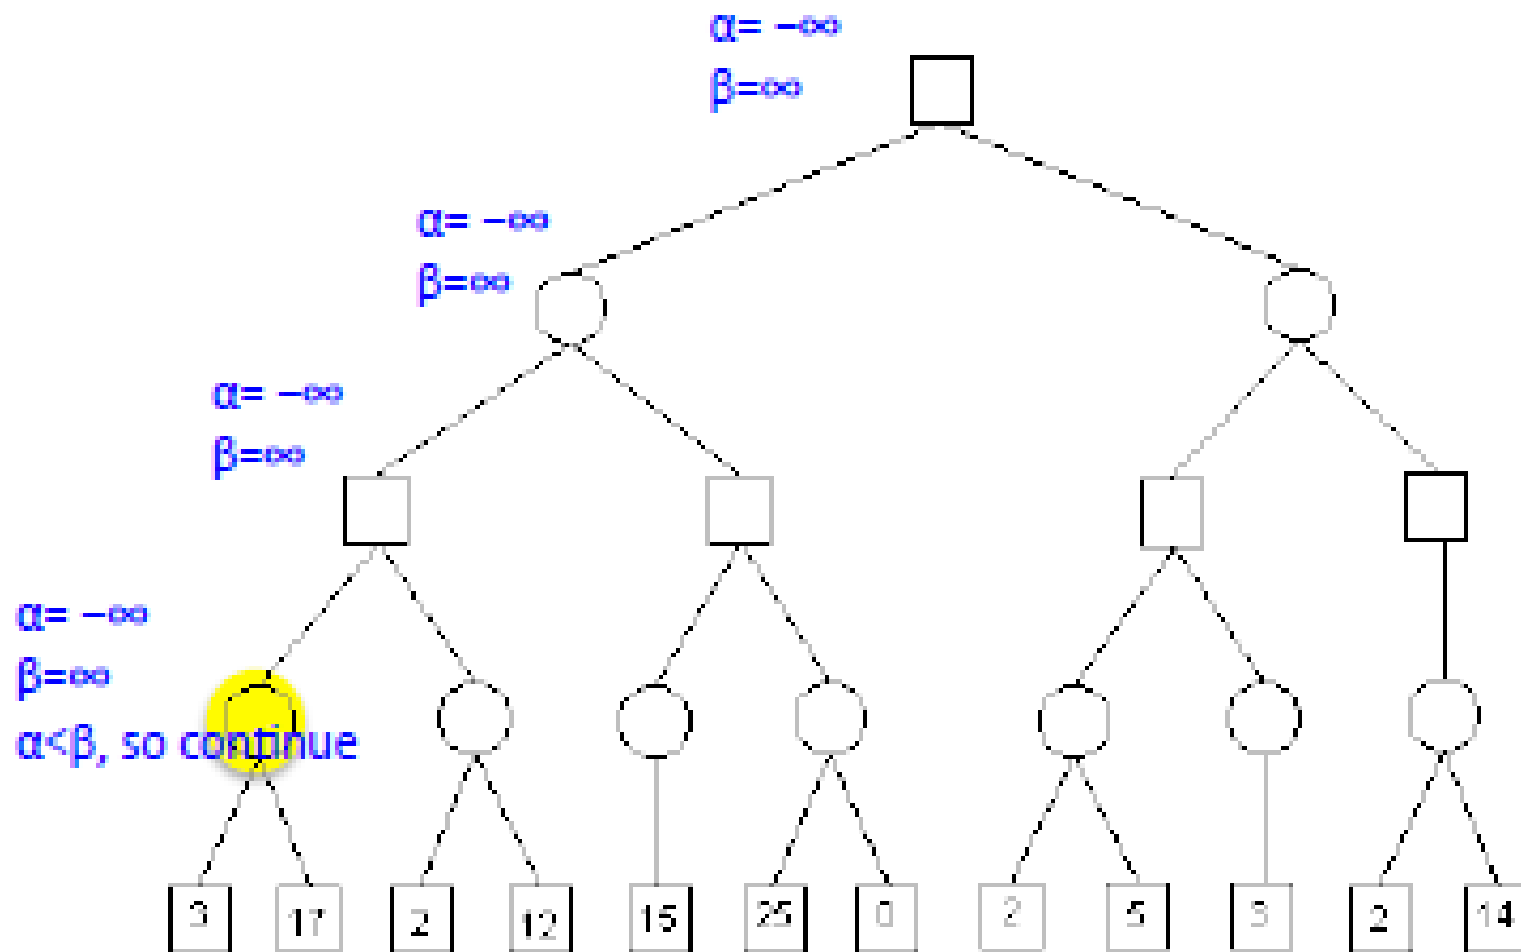 α= −∞
β=∞
α= −∞
β=∞
α= −∞
β=∞
α= −∞
β=∞
α<β, so continue
3 17 2 12 15 25 0 2 5 3 2 14